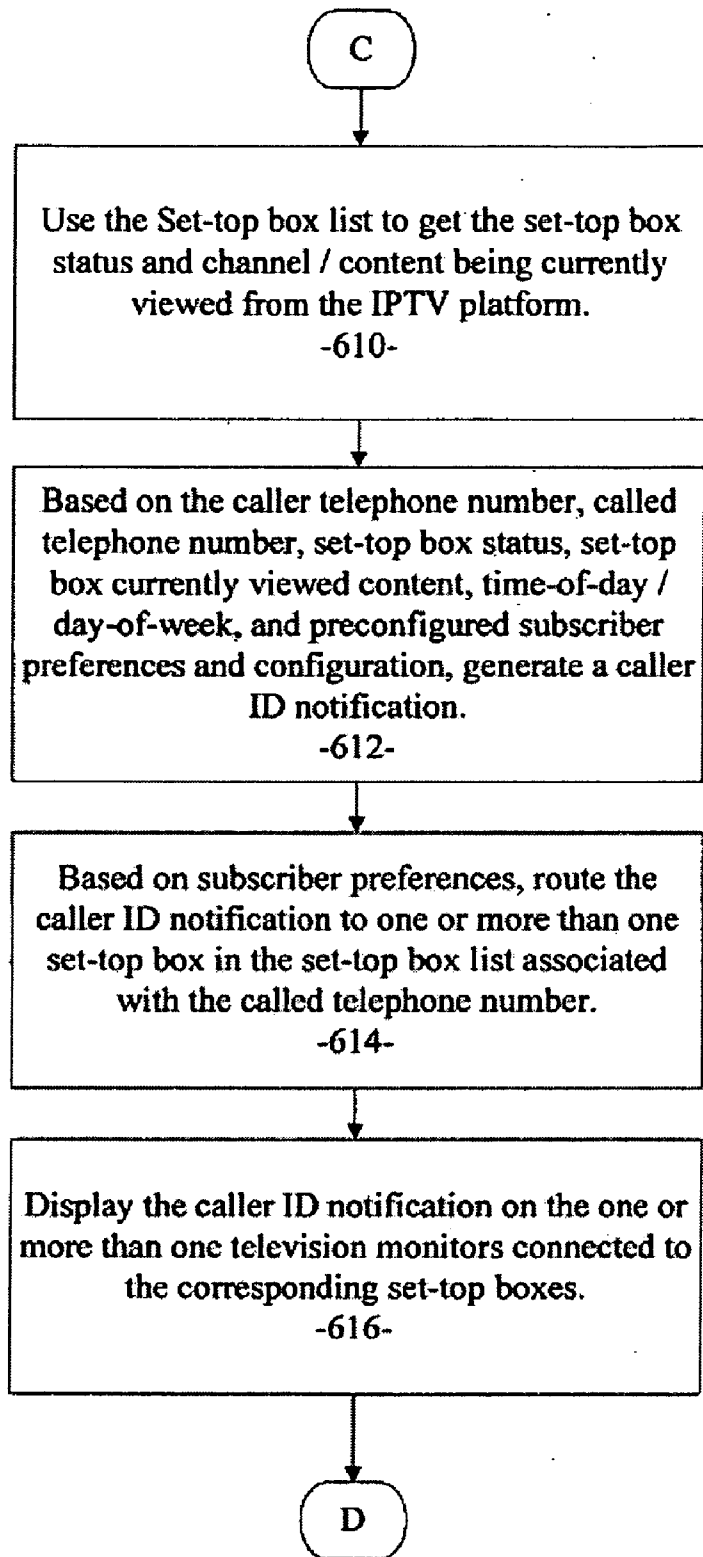 C
Use the Set-top box list to get the set-top box
status and channel / content being currently
viewed from the IPTV platform.
-610-
Based on the caller telephone number, called
telephone number, set-top box status, set-top
box currently viewed content, time-of-day /
day-of-week, and preconfigured subscriber
preferences and configuration, generate a caller
ID notification.
-612-
Based on subscriber preferences, route the
caller ID notification to one or more than one
set-top box in the set-top box list associated
with the called telephone number.
-614-
Display the caller ID notification on the one or
more than one television monitors connected to
the corresponding set-top boxes.
-616-
D